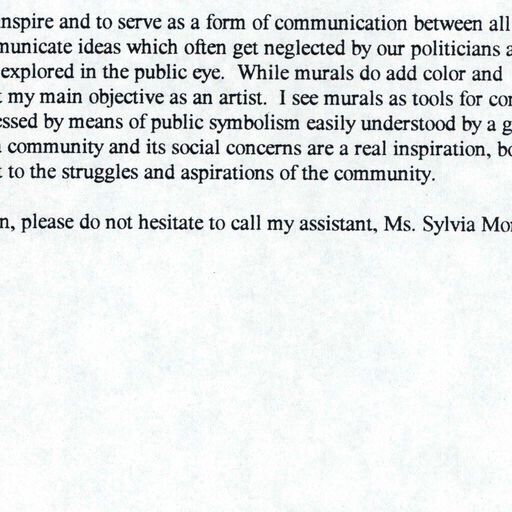 nspire and to serve as a form of communication between all
municate ideas which often get neglected by our politicians a
explored in the public eye. While murals do add color and
t my main objective as an artist. I see murals as tools for cor
essed by means of public symbolism easily understood by a g
community and its social concerns are a real inspiration, bo
t to the struggles and aspirations of the community.
n, please do not hesitate to call my assistant, Ms. Sylvia Mor